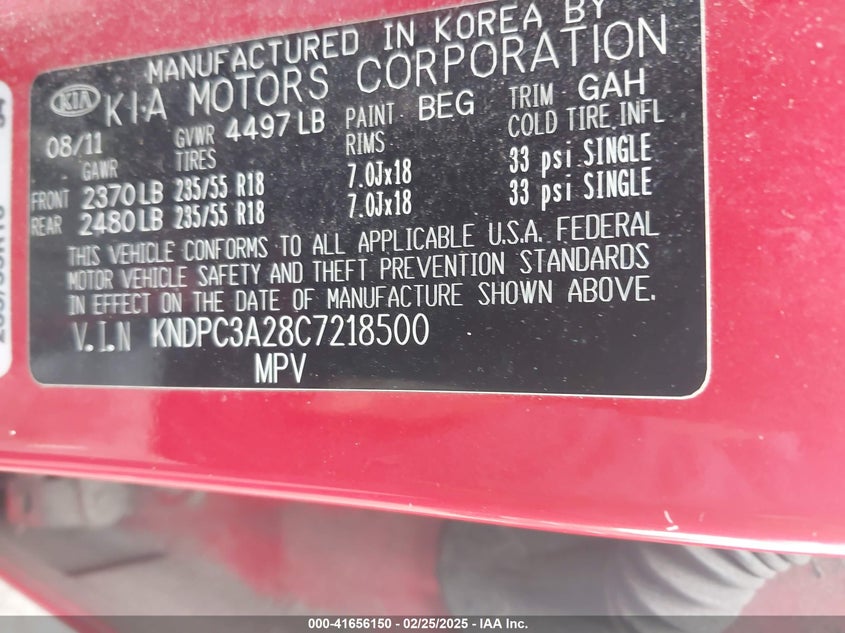 MANUFACTURED IN KOREA BY
KIA KIA MOTORS CORPORATION
08/11 GVWR 4497 LB PAINT BEG TRIM GAH
GAWR TIRES RIMS COLD TIRE INFL
FRONT 2370 LB 235/55 R18 7.0Jx18 33 psi SINGLE
REAR 2480 LB 235/55 R18 7.0Jx18 33 psi SINGLE
THIS VEHICLE CONFORMS TO ALL APPLICABLE U.S.A. FEDERAL
MOTOR VEHICLE SAFETY AND THEFT PREVENTION STANDARDS
IN EFFECT ON THE DATE OF MANUFACTURE SHOWN ABOVE.
V.I.N KNDPC3A28C7218500
MPV
000-41656150 - 02/25/2025 - IAA Inc.